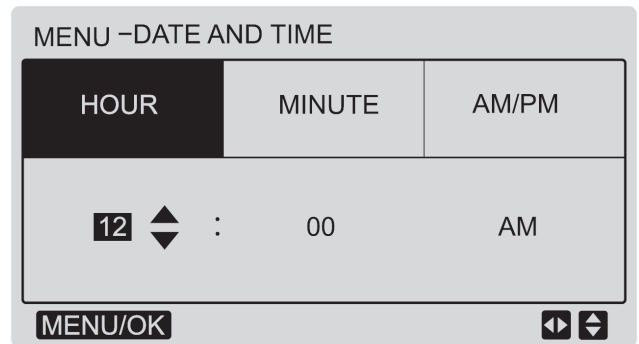 MENU -DATE AND TIME
HOUR MINUTE AM/PM
12 : 00 AM
MENU/OK